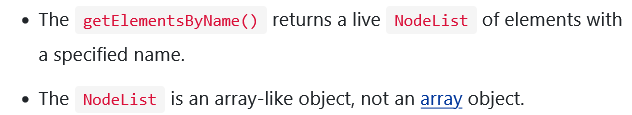 • The getElementsByName() returns a live NodeList of elements with
a specified name.
• The NodeList is an array-like object, not an array object.